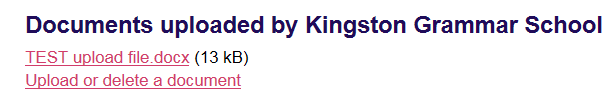 Documents uploaded by Kingston Grammar School
TEST upload file.docx (13 kB)
Upload or delete a document